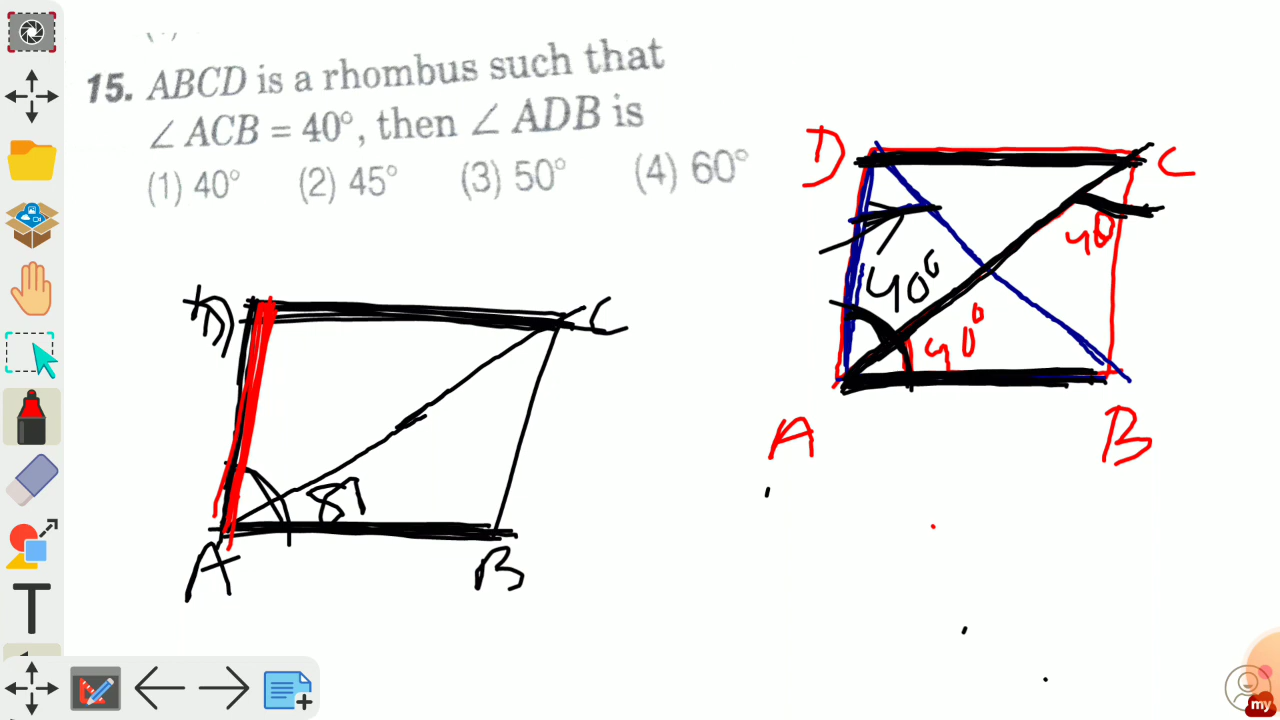 15. ABCD is a rhombus such that
∠ ACB = 40°, then ∠ ADB is
(1) 40° (2) 45° (3) 50° (4) 60°
D C
40
40°
40°
A B
C
A B
T
my